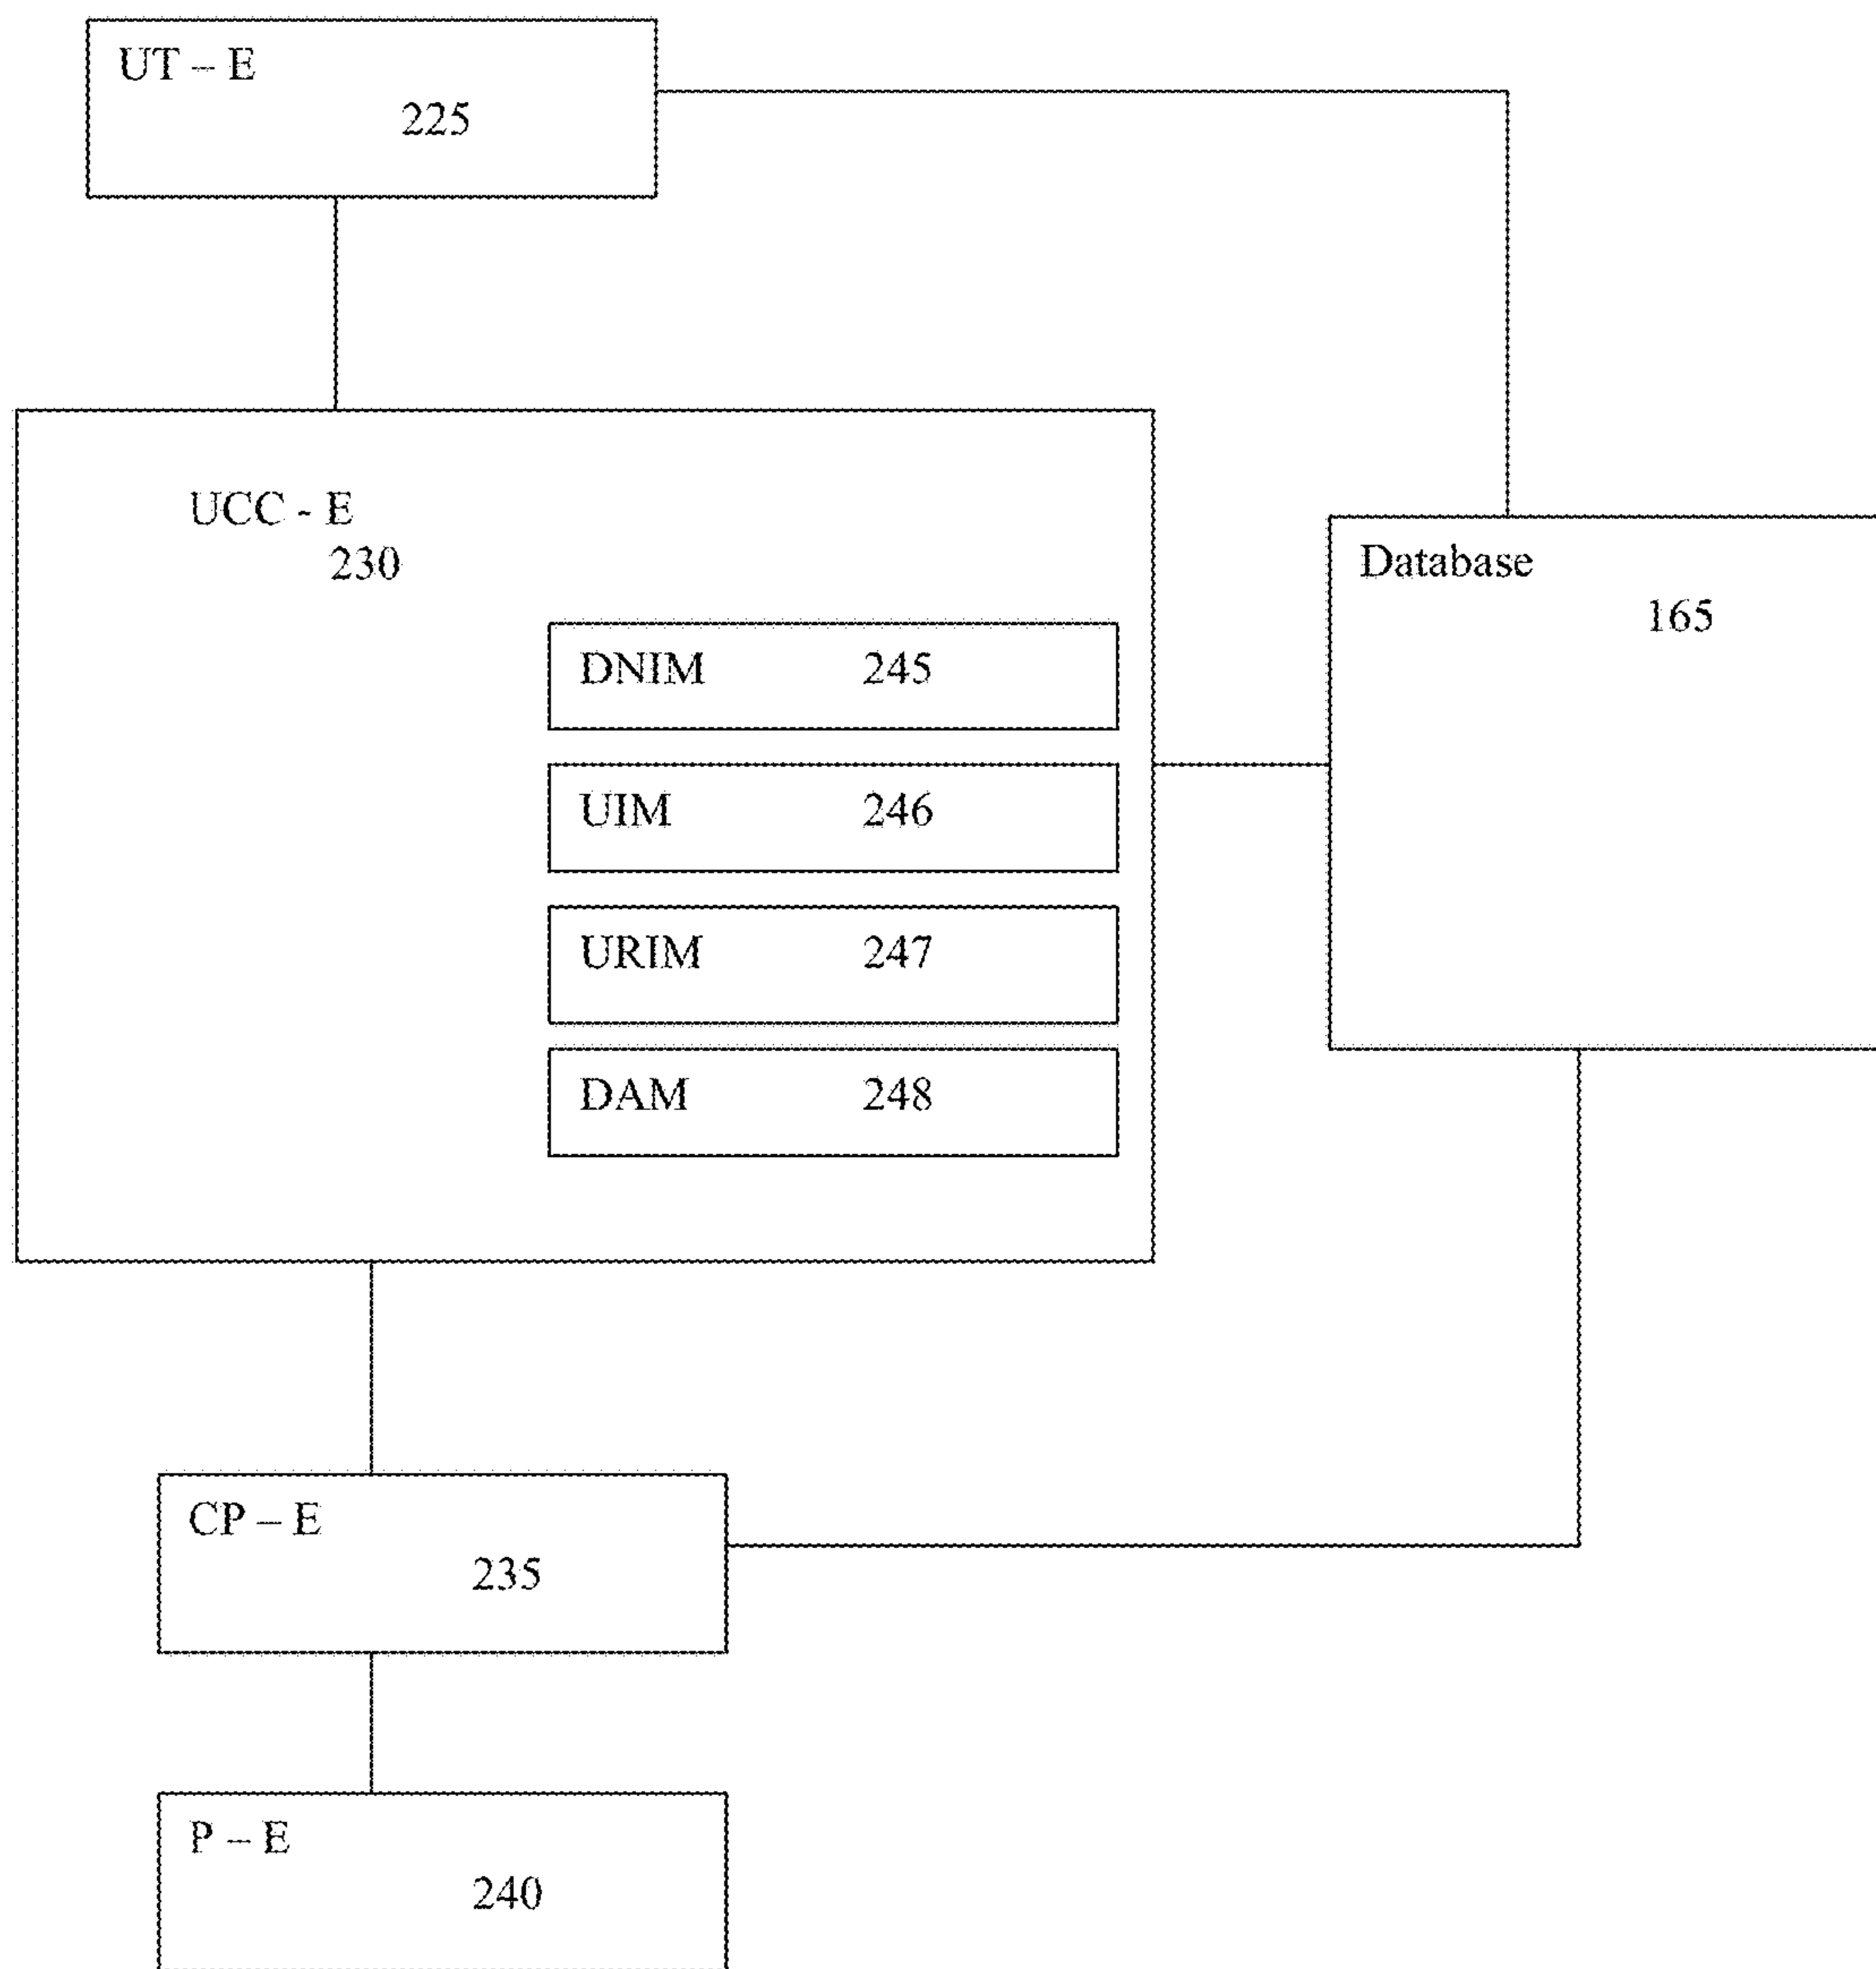 UT – E
225
UCC - E
230
Database
165
DNIM 245
UIM 246
URIM 247
DAM 248
CP – E
235
P – E
240